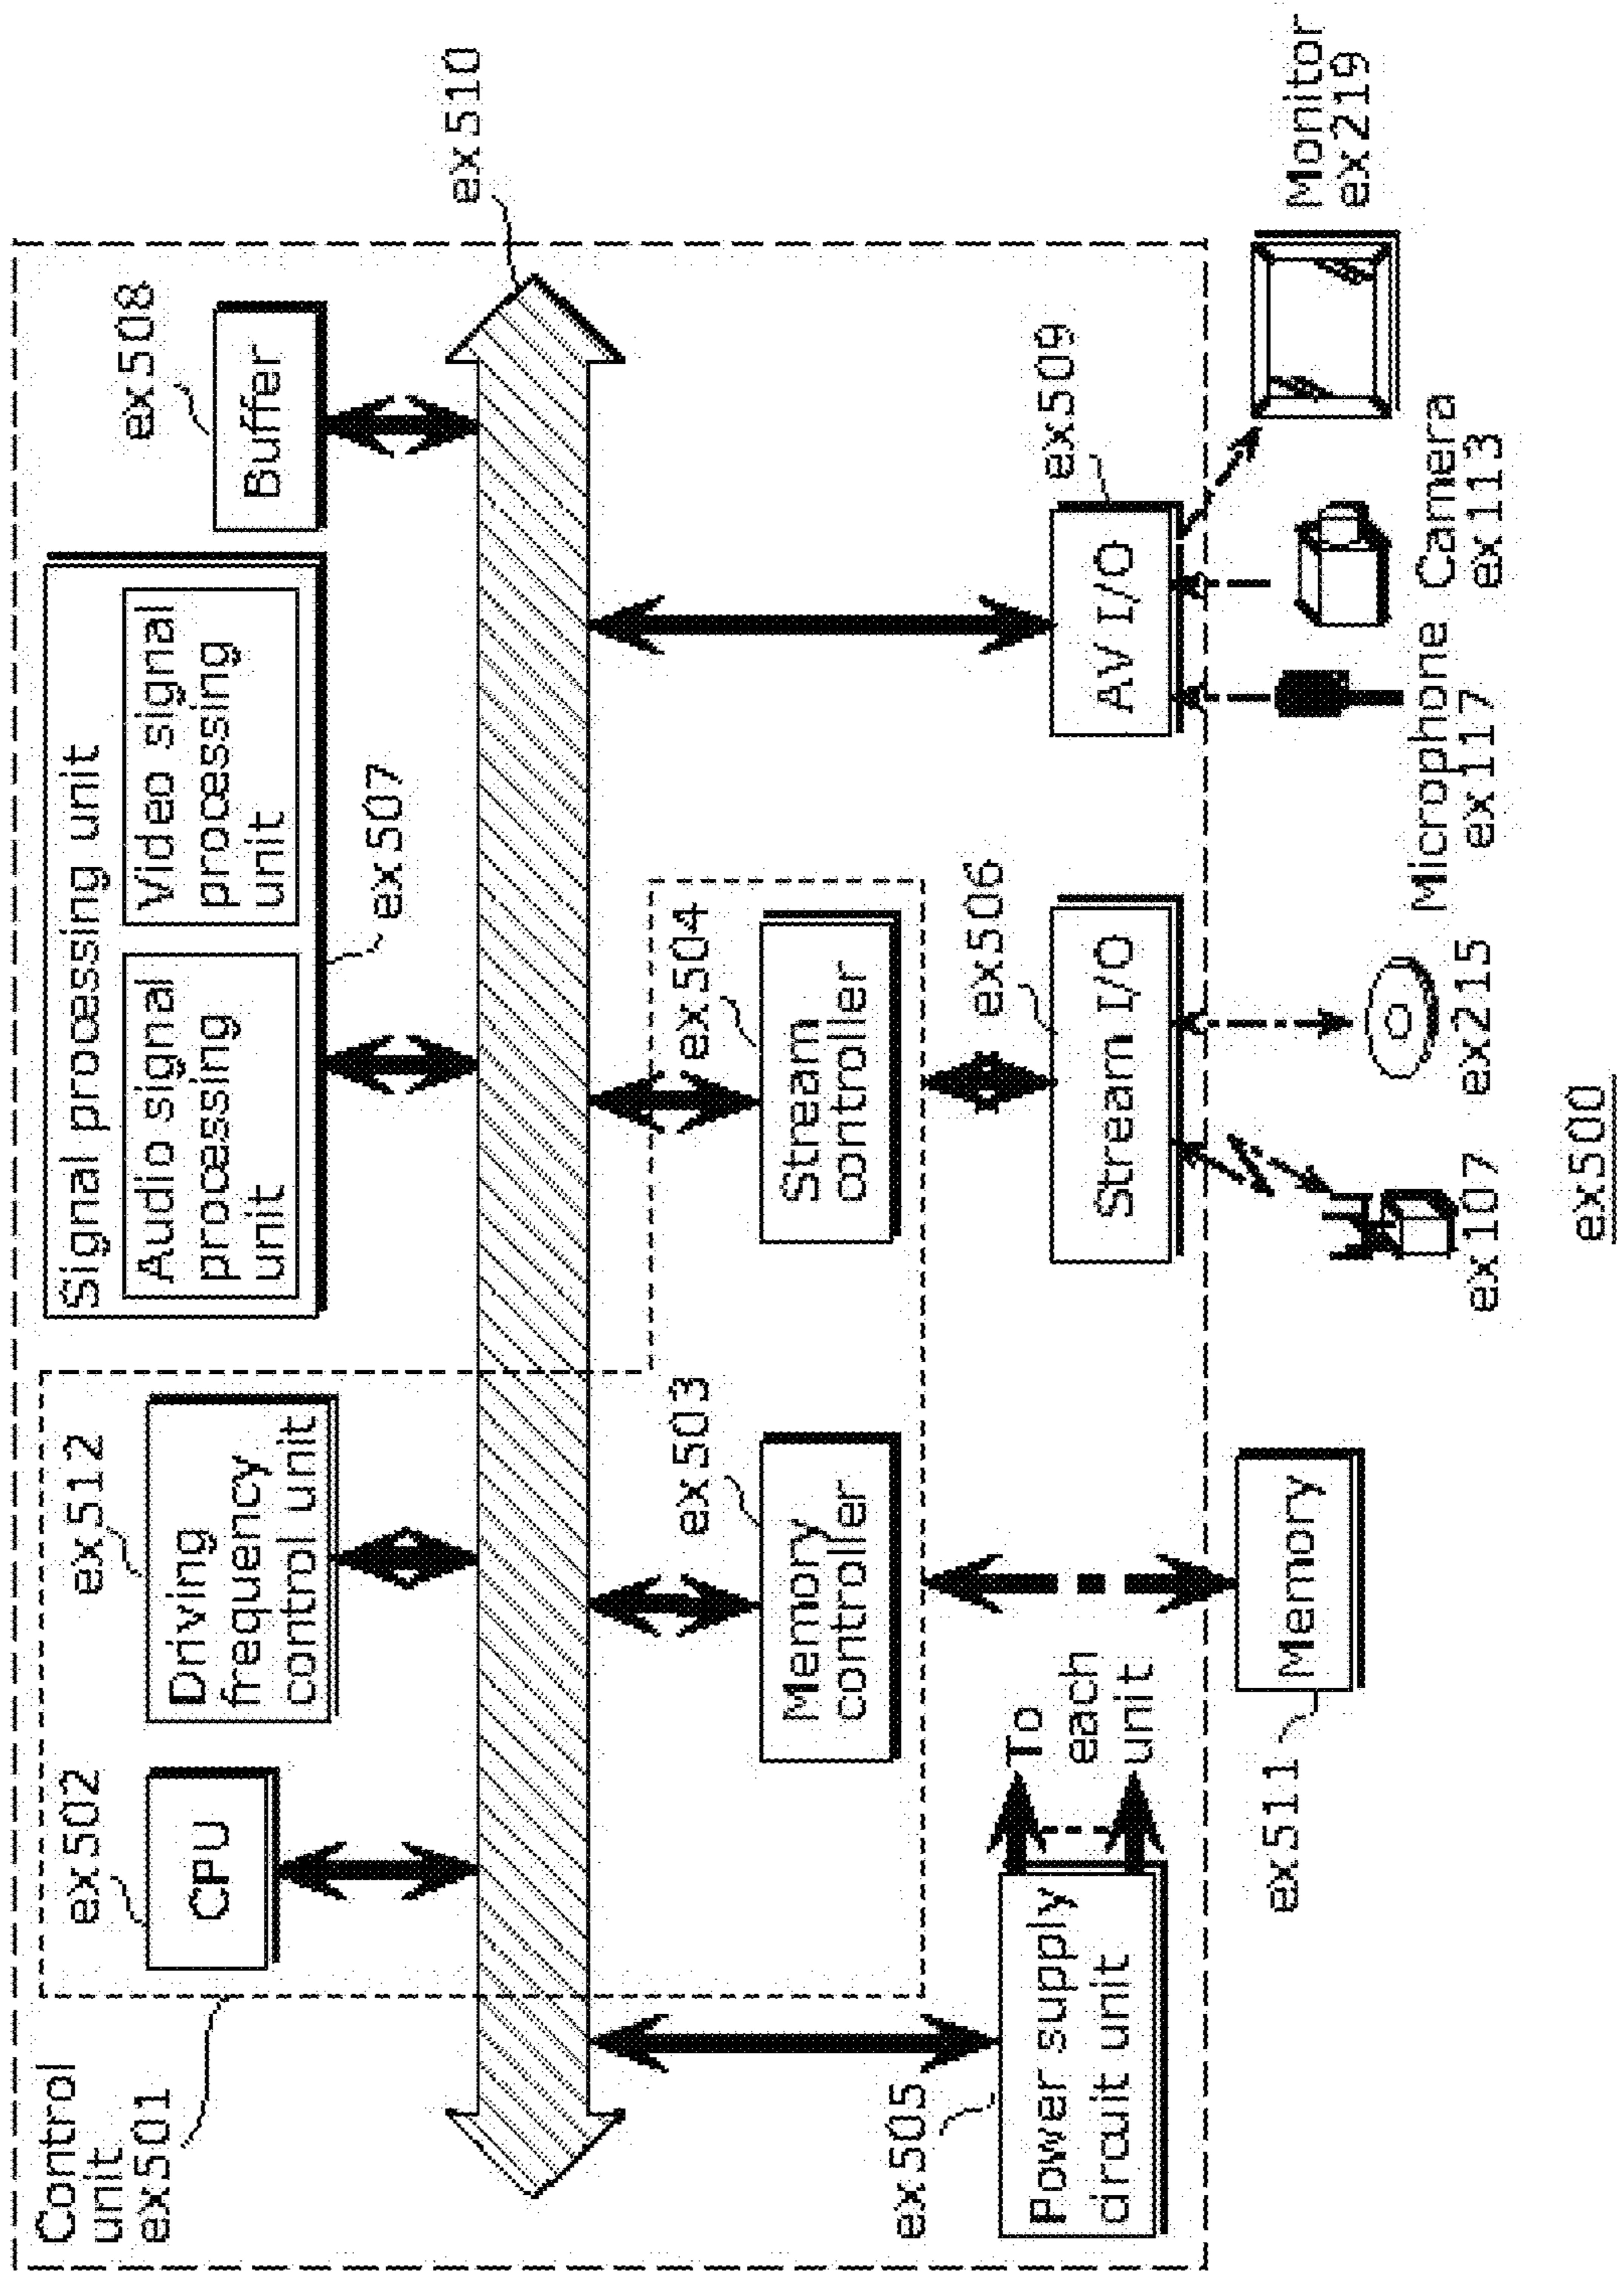 Control
unit
ex501
ex502
CPU
ex512
Driving
frequency
control unit
Signal processing unit
Audio signal
processing
unit
Video signal
processing
unit
ex507
ex508
Buffer
ex510
ex503
Memory
controller
ex504
Stream
controller
ex505
Power supply
circuit unit
To
each
unit
ex506
Stream I/O
ex509
AV I/O
ex511
Memory
ex107
ex215
Microphone
ex117
Camera
ex113
Monitor
ex219
ex500